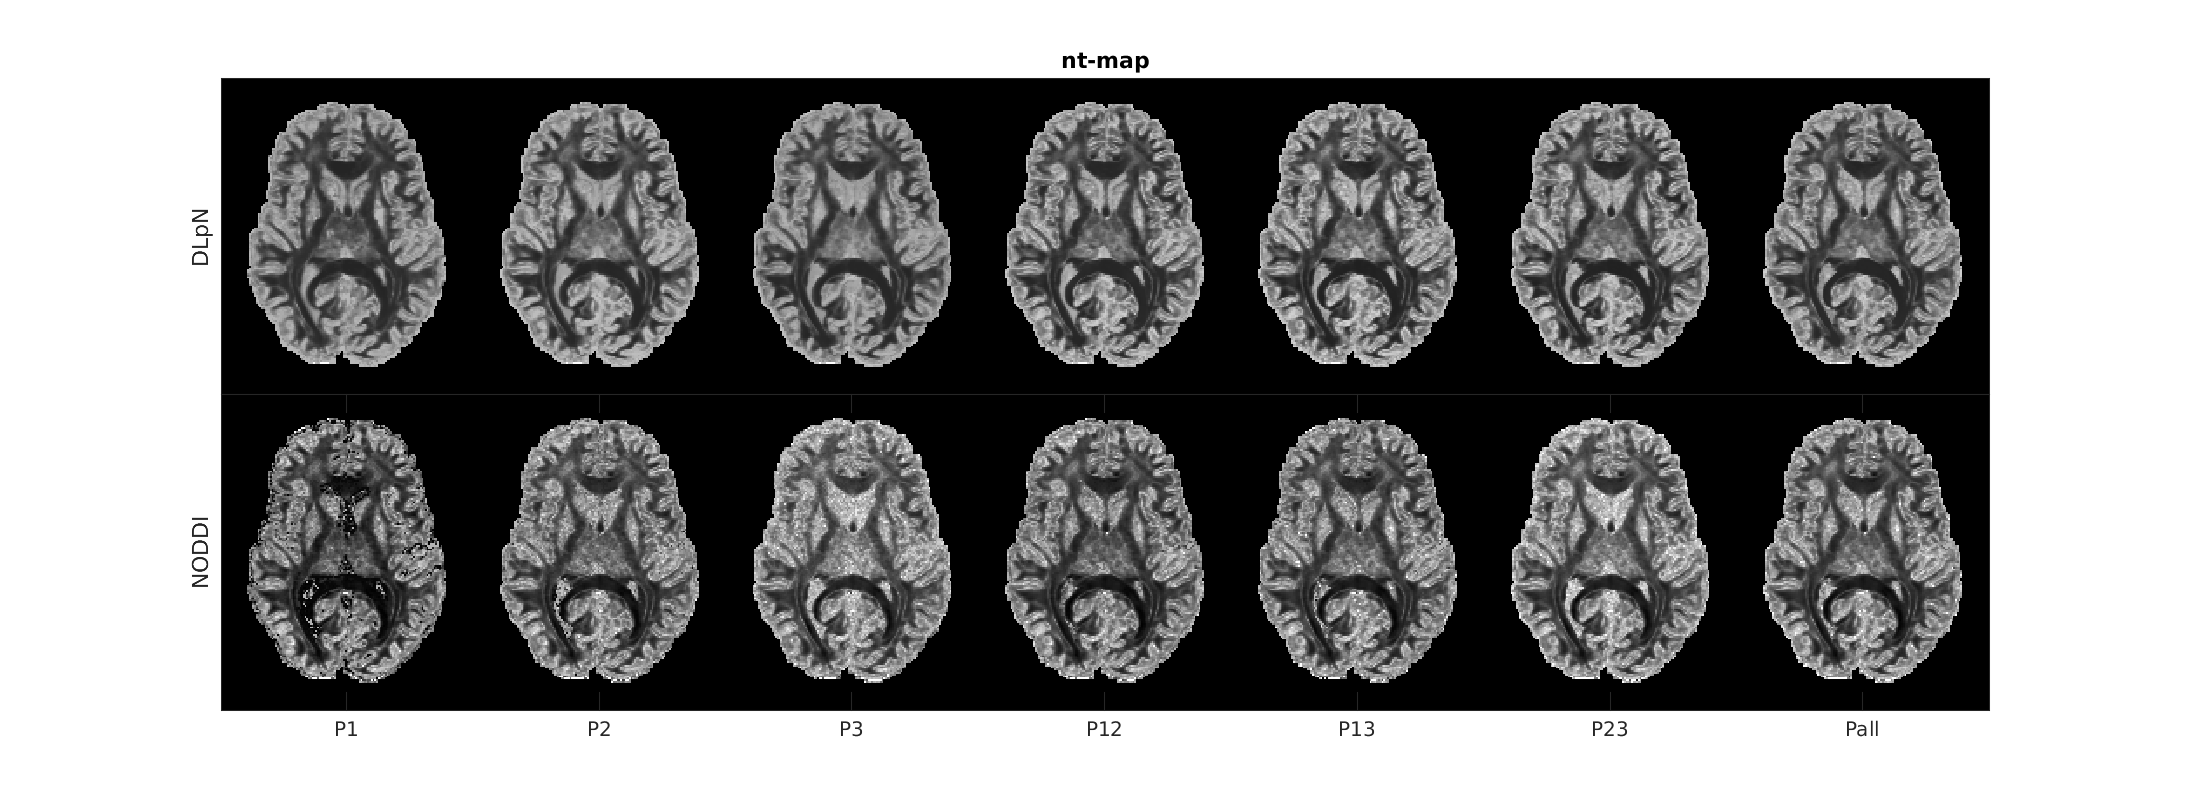 nt-map
DLpN
NODDI
P1 P2 P3 P12 P13 P23 Pall